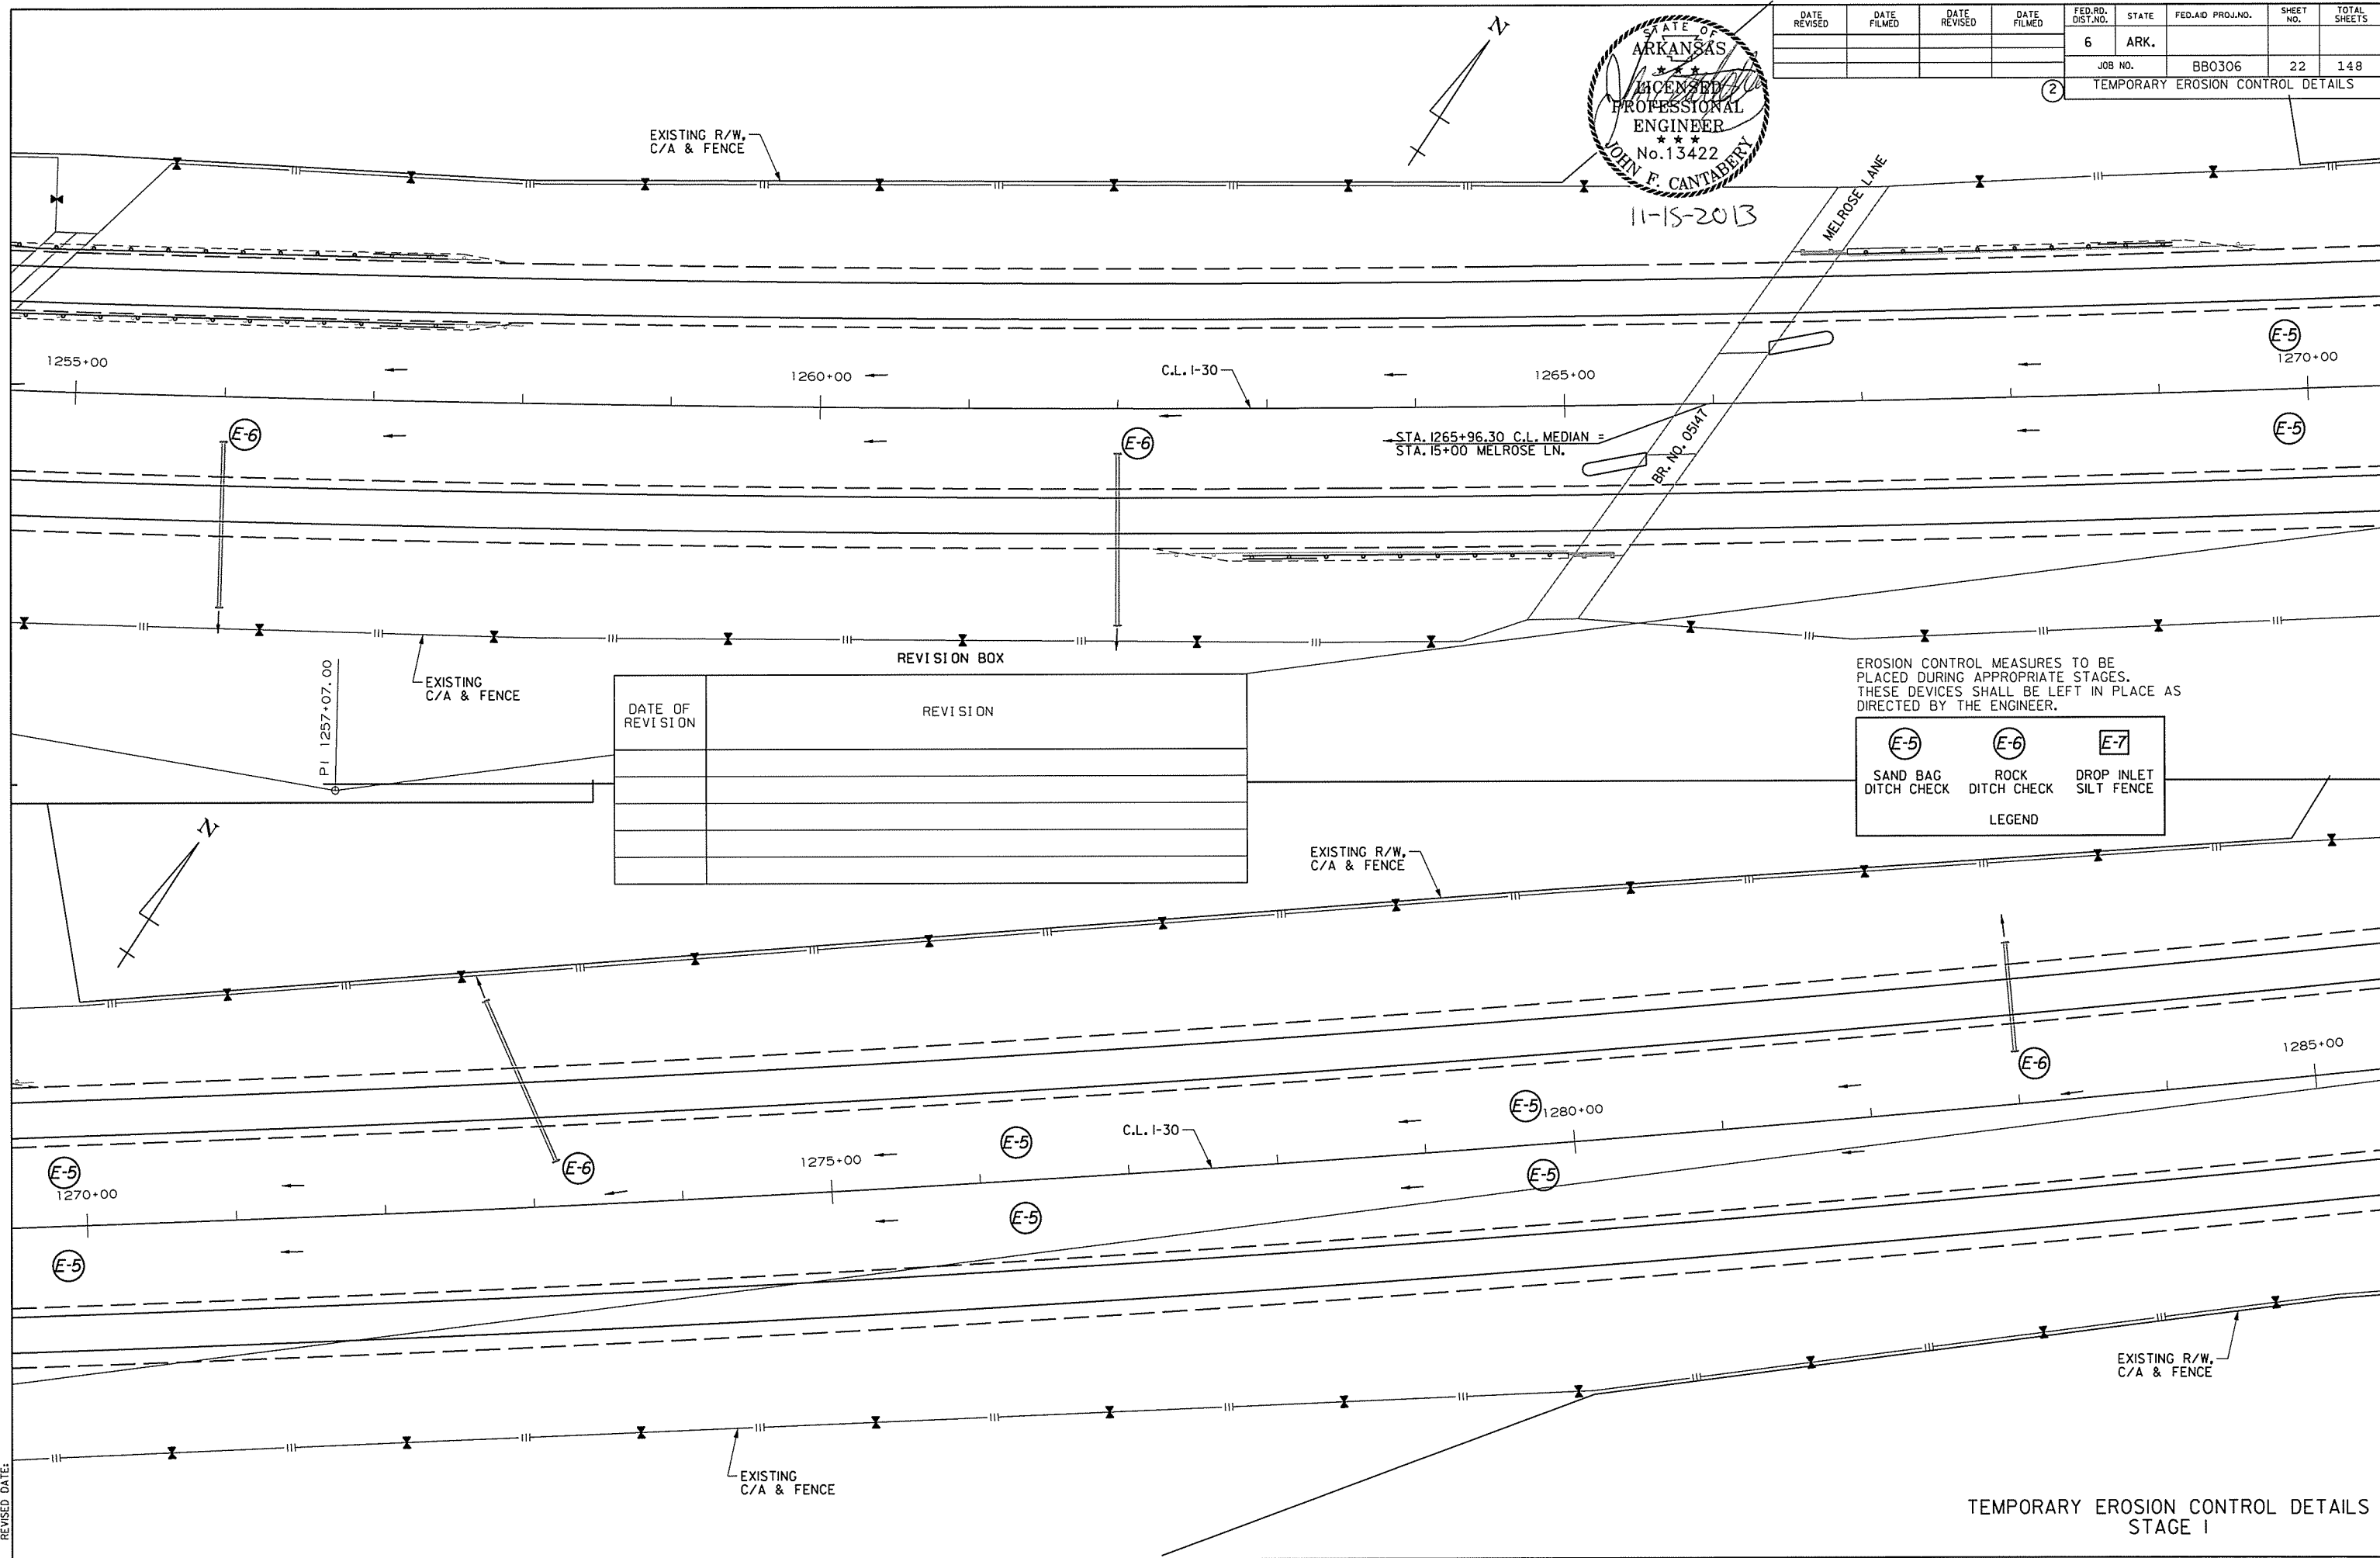 DATE REVISED
DATE FILMED
DATE REVISED
DATE FILMED
FED.RD. DIST.NO.
STATE
FED.AID PROJ.NO.
SHEET NO.
TOTAL SHEETS
6
ARK.
JOB NO.
BB0306
22
148
2
TEMPORARY EROSION CONTROL DETAILS
STATE OF
ARKANSAS
★ ★ ★
LICENSED
PROFESSIONAL
ENGINEER
★ ★ ★
No.13422
JOHN F. CANTABERY
11-15-2013
N
EXISTING R/W,
C/A & FENCE
MELROSE LANE
1255+00
1260+00
C.L. I-30
1265+00
E-5
1270+00
E-6
E-6
STA. 1265+96.30 C.L. MEDIAN =
STA. 15+00 MELROSE LN.
BR. NO. 05147
E-5
EXISTING
C/A & FENCE
PI 1257+07.00
REVISION BOX
DATE OF
REVISION
REVISION
EROSION CONTROL MEASURES TO BE
PLACED DURING APPROPRIATE STAGES.
THESE DEVICES SHALL BE LEFT IN PLACE AS
DIRECTED BY THE ENGINEER.
E-5
E-6
E-7
SAND BAG
DITCH CHECK
ROCK
DITCH CHECK
DROP INLET
SILT FENCE
LEGEND
N
EXISTING R/W,
C/A & FENCE
E-6
1285+00
E-5
1280+00
C.L. I-30
E-5
1275+00
E-6
E-5
1270+00
E-5
E-5
E-5
EXISTING R/W,
C/A & FENCE
EXISTING
C/A & FENCE
REVISED DATE:
TEMPORARY EROSION CONTROL DETAILS
STAGE 1